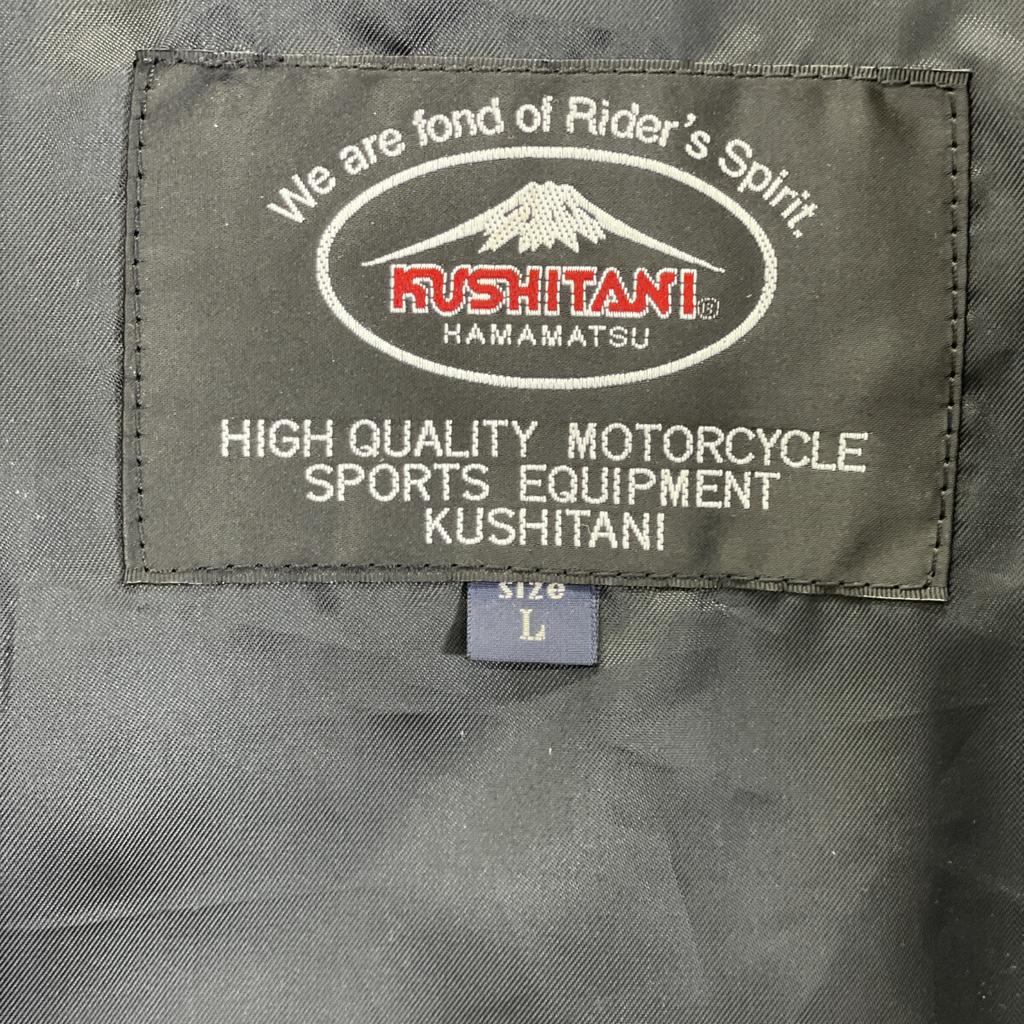 We are fond of Rider's Spirit.
KUSHITANI®
HAMAMATSU
HIGH QUALITY MOTORCYCLE
SPORTS EQUIPMENT
KUSHITANI
size
L